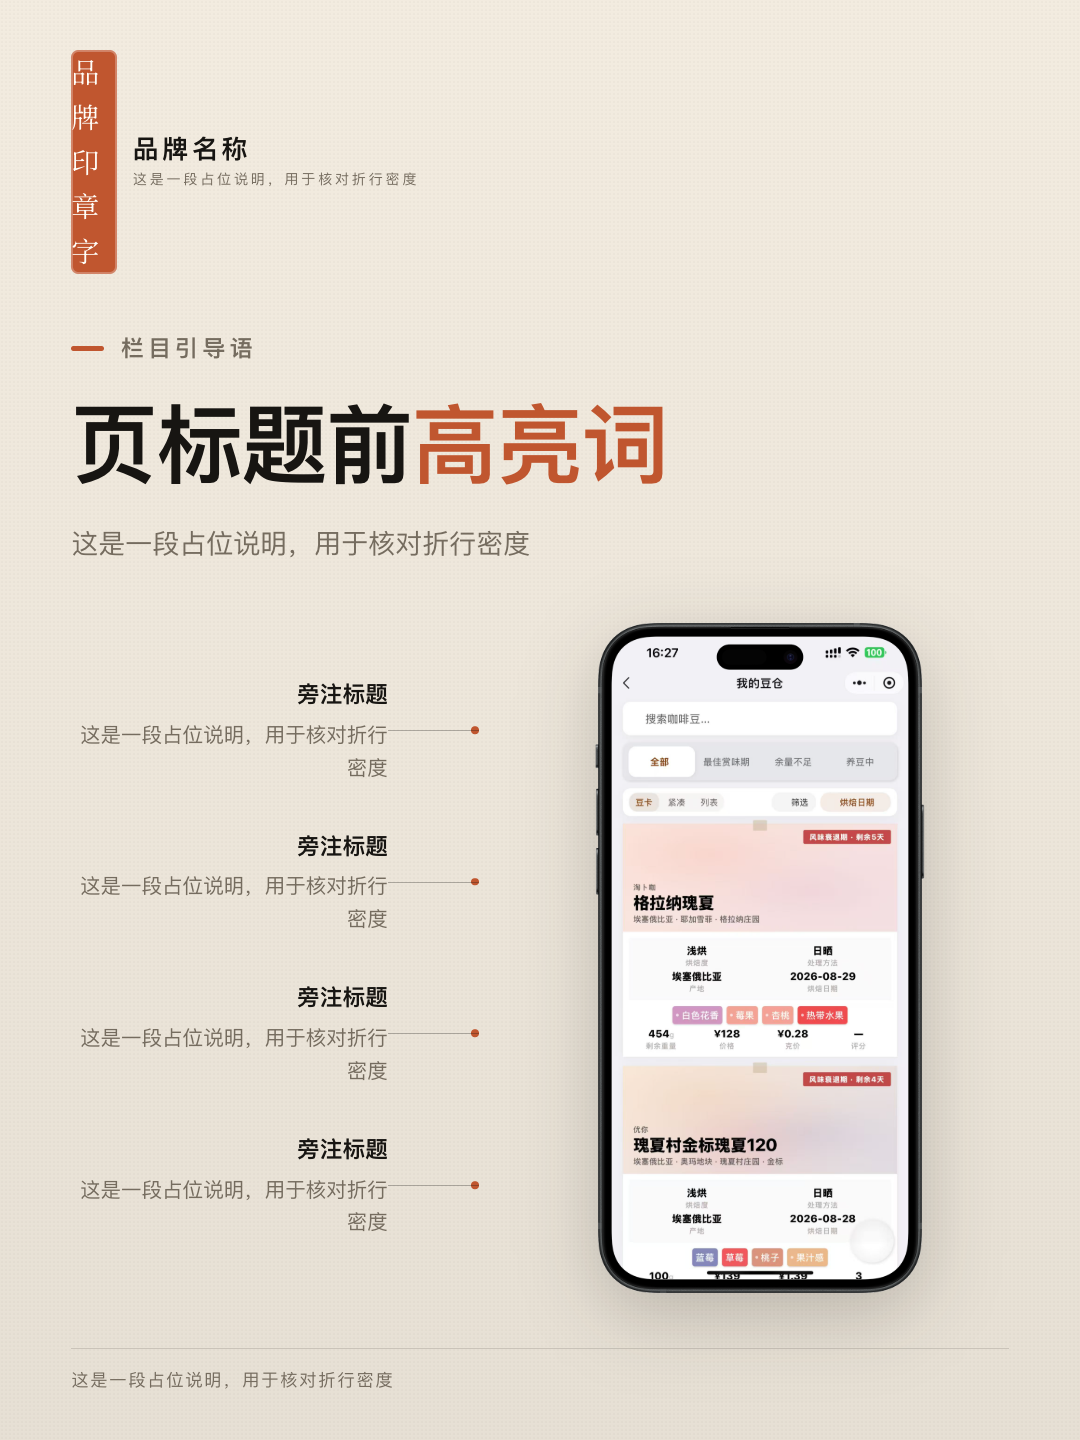 品
牌
印
章
字
品牌名称
这是一段占位说明，用于核对折行密度
栏目引导语
页标题前高亮词
这是一段占位说明，用于核对折行密度
旁注标题
这是一段占位说明，用于核对折行
密度
旁注标题
这是一段占位说明，用于核对折行
密度
旁注标题
这是一段占位说明，用于核对折行
密度
旁注标题
这是一段占位说明，用于核对折行
密度
16:27 100
我的豆仓
搜索咖啡豆...
全部 最佳赏味期 余量不足 养豆中
豆卡 紧凑 列表 筛选 烘焙日期
风味衰退期 · 剩余5天
淘卜咖
格拉纳瑰夏
埃塞俄比亚 · 耶加雪菲 · 格拉纳庄园
浅烘 日晒
烘焙度 处理方法
埃塞俄比亚 2026-08-29
产地 烘焙日期
白色花香 莓果 杏桃 热带水果
454g ¥128 ¥0.28 —
剩余重量 价格 克价 评分
风味衰退期 · 剩余4天
优你
瑰夏村金标瑰夏120
埃塞俄比亚 · 奥玛地块 · 瑰夏村庄园 · 金标
浅烘 日晒
烘焙度 处理方法
埃塞俄比亚 2026-08-28
产地 烘焙日期
蓝莓 草莓 桃子 果汁感
100g ¥139 ¥1.39 3
这是一段占位说明，用于核对折行密度